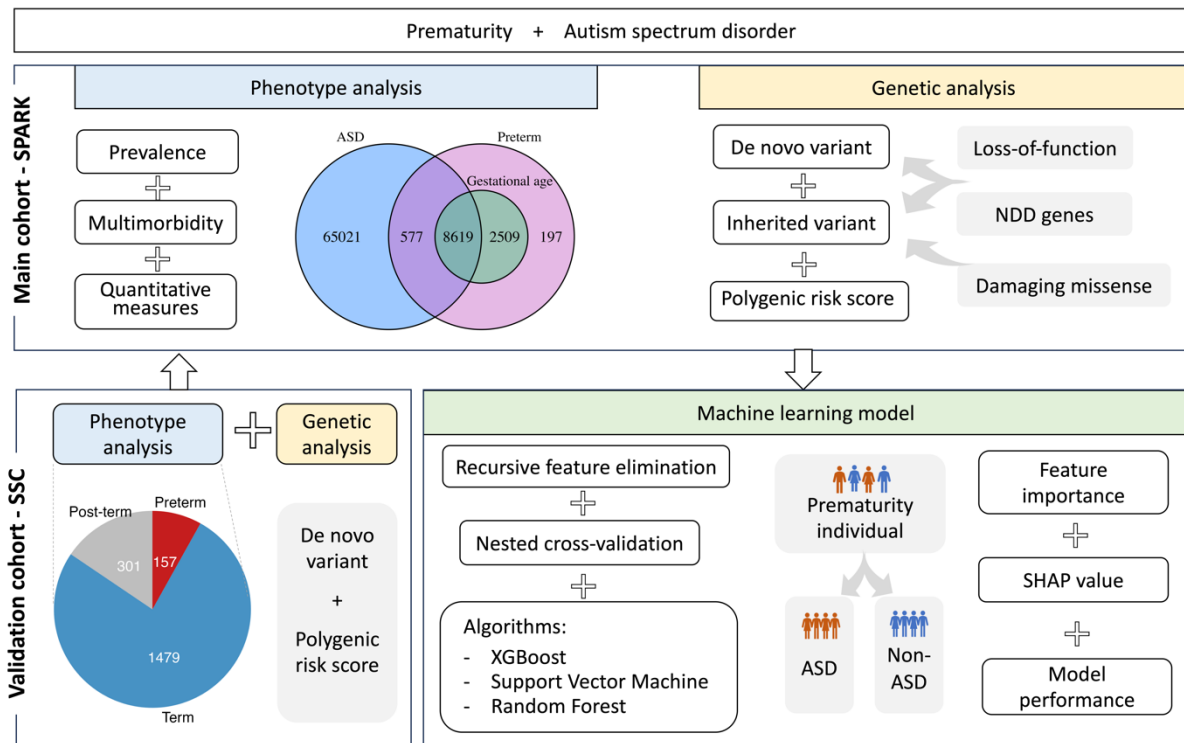 Prematurity + Autism spectrum disorder
Main cohort - SPARK
Phenotype analysis
Prevalence
Multimorbidity
Quantitative
measures
ASD
Preterm
Gestational age
65021
577
8619
2509
197
Genetic analysis
De novo variant
Inherited variant
Polygenic risk score
Loss-of-function
NDD genes
Damaging missense
Validation cohort - SSC
Phenotype
analysis
Genetic
analysis
Post-term
Preterm
301
157
1479
Term
De novo
variant
+
Polygenic
risk score
Machine learning model
Recursive feature elimination
Nested cross-validation
Algorithms:
- XGBoost
- Support Vector Machine
- Random Forest
Prematurity
individual
ASD
Non-
ASD
Feature
importance
SHAP value
Model
performance